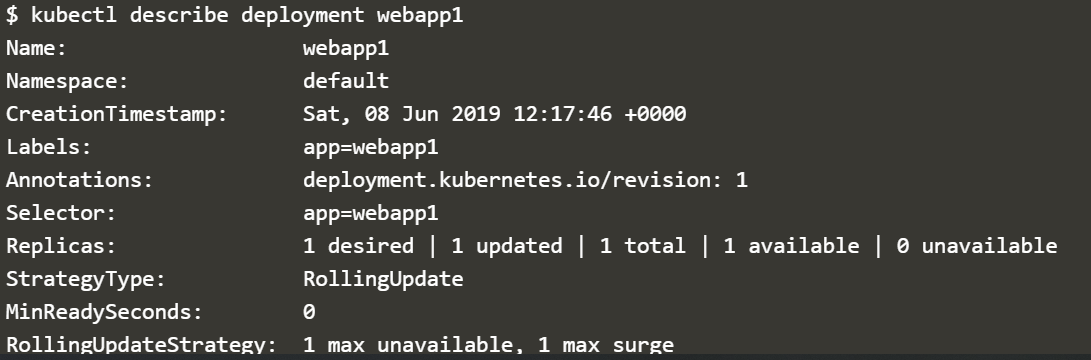 $ kubectl describe deployment webapp1
Name: webapp1
Namespace: default
CreationTimestamp: Sat, 08 Jun 2019 12:17:46 +0000
Labels: app=webapp1
Annotations: deployment.kubernetes.io/revision: 1
Selector: app=webapp1
Replicas: 1 desired | 1 updated | 1 total | 1 available | 0 unavailable
StrategyType: RollingUpdate
MinReadySeconds: 0
RollingUpdateStrategy: 1 max unavailable, 1 max surge